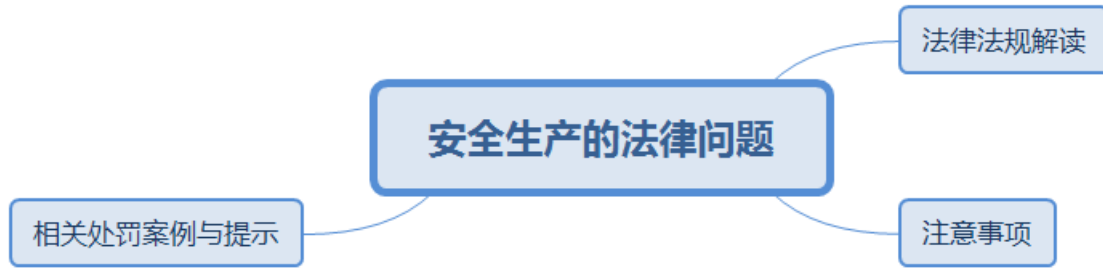 法律法规解读
安全生产的法律问题
相关处罚案例与提示
注意事项